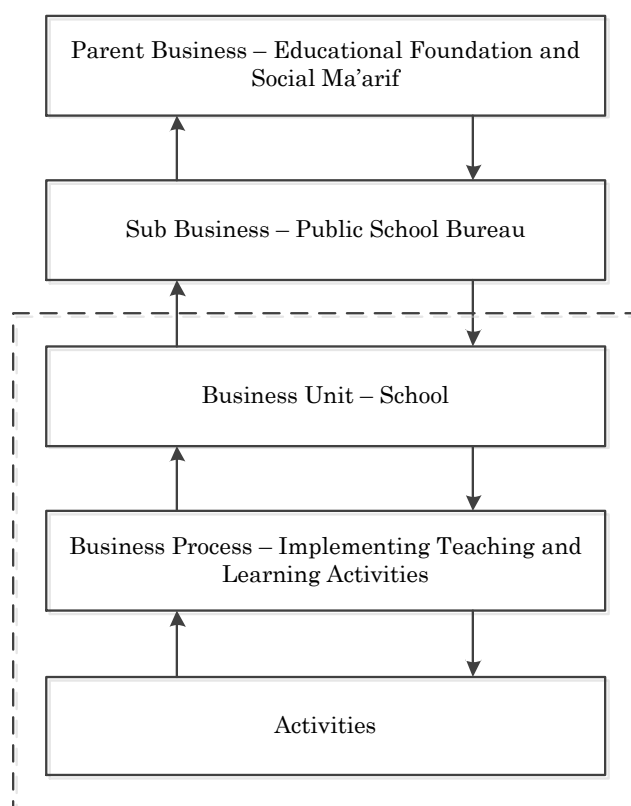 Parent Business – Educational Foundation and
Social Ma’arif
Sub Business – Public School Bureau
Business Unit – School
Business Process – Implementing Teaching and
Learning Activities
Activities